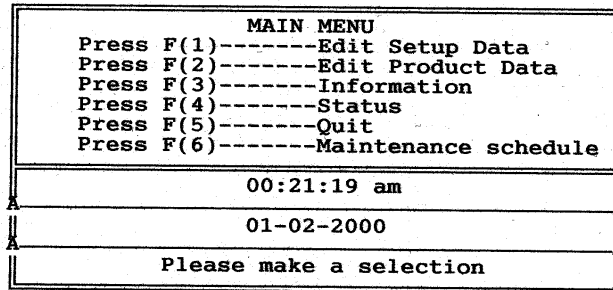 MAIN MENU
Press F(1)-------Edit Setup Data
Press F(2)-------Edit Product Data
Press F(3)-------Information
Press F(4)-------Status
Press F(5)-------Quit
Press F(6)-------Maintenance schedule
00:21:19 am
A
01-02-2000
A
Please make a selection